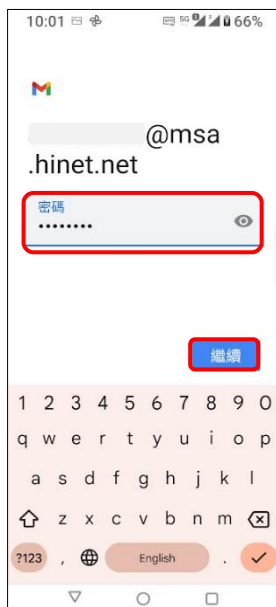 10:01 5G 66%
@msa
.hinet.net
密碼
••••••••
繼續
1 2 3 4 5 6 7 8 9 0
q w e r t y u i o p
a s d f g h j k l
z x c v b n m
?123 , English .